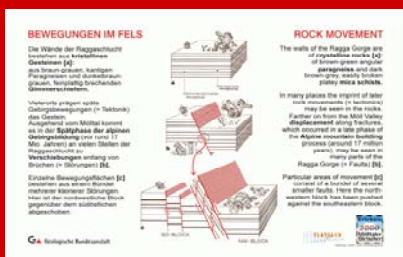 BEWEGUNGEN IM FELS
Die Wände der Raggaschlucht
bestehen aus kristallinen
Gesteinen [a]:
aus braun-grauen, kantigen
Paragneisen und dunkelbraun-
grauen, feinplattig brechenden
Glimmerschiefern.
Vielerorts prägen späte
Gebirgsbewegungen (= Tektonik)
das Gestein.
Ausgehend vom Mölltal kommt
es in der Spätphase der alpinen
Gebirgsbildung (vor rund 17
Mio. Jahren) an vielen Stellen der
Raggaschlucht zu
Verschiebungen entlang von
Brüchen (= Störungen) [b].
Einzelne Bewegungsflächen [c]
bestehen aus einem Bündel
mehrerer kleinerer Störungen.
Hier ist der nordwestliche Block
gegenüber dem südöstlichen
abgeschoben.
Geologische Bundesanstalt
SO-BLOCK
NW-BLOCK
ROCK MOVEMENT
The walls of the Ragga Gorge are
of crystalline rocks [a]:
of brown-green angular
paragneiss and dark
brown-grey, easily broken
platey mica schists.
In many places the imprint of later
rock movements (= tectonics)
may be seen in the rocks.
Farther on from the Möll Valley
displacement along fractures,
which occurred in a late phase of
the Alpine mountain building
process (around 17 million
years), may be seen in
many parts of the
Ragga Gorge (= Faults) [b].
Particular areas of movement [c]
consist of a bundle of several
smaller faults. Here the north-
western block has been pushed
against the southeastern block.
FLATTACH